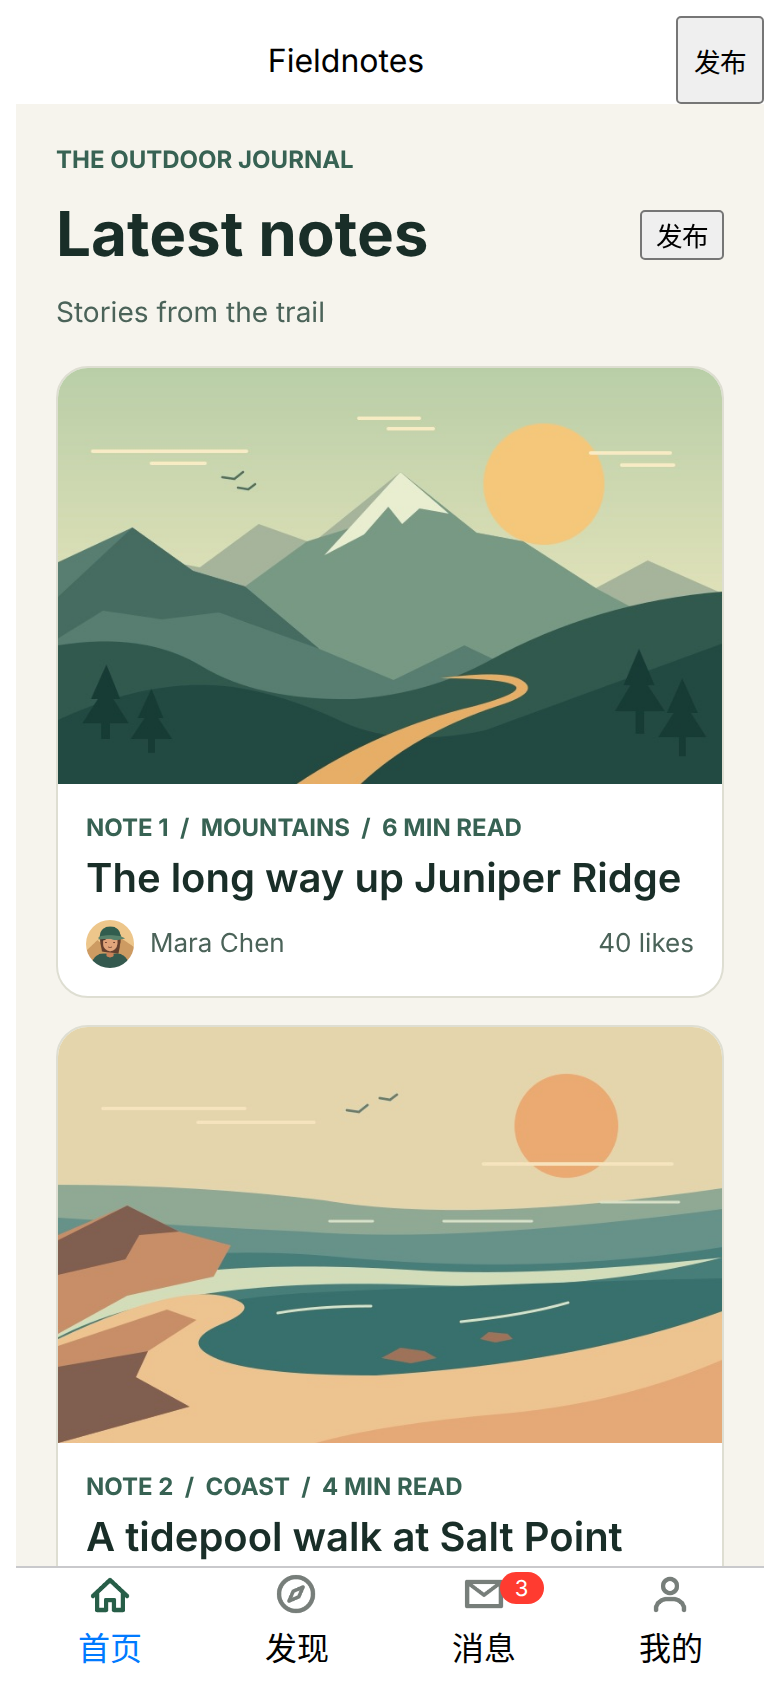 Fieldnotes 发布
THE OUTDOOR JOURNAL
Latest notes 发布
Stories from the trail
NOTE 1 / MOUNTAINS / 6 MIN READ
The long way up Juniper Ridge
Mara Chen 40 likes
NOTE 2 / COAST / 4 MIN READ
A tidepool walk at Salt Point
3
首页 发现 消息 我的